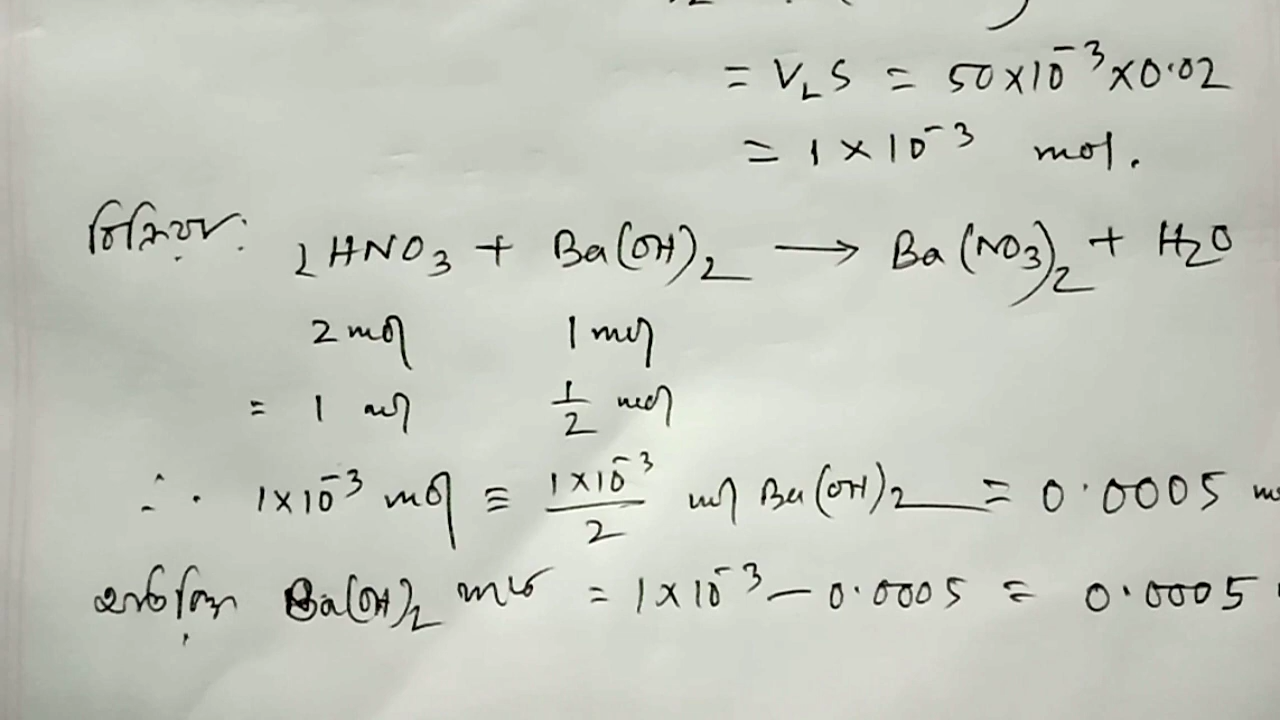 = V_L S = 50×10⁻³×0.02
= 1×10⁻³ mol.
বিক্রিয়া: 2HNO₃ + Ba(OH)₂ ⟶ Ba(NO₃)₂ + H₂O
2 mol 1 mol
= 1 mol 1/2 mol
∴ 1×10⁻³ mol ≡ (1×10⁻³)/2 mol Ba(OH)₂ = 0.0005
Ba(OH)₂ = 1×10⁻³ – 0.0005 = 0.0005